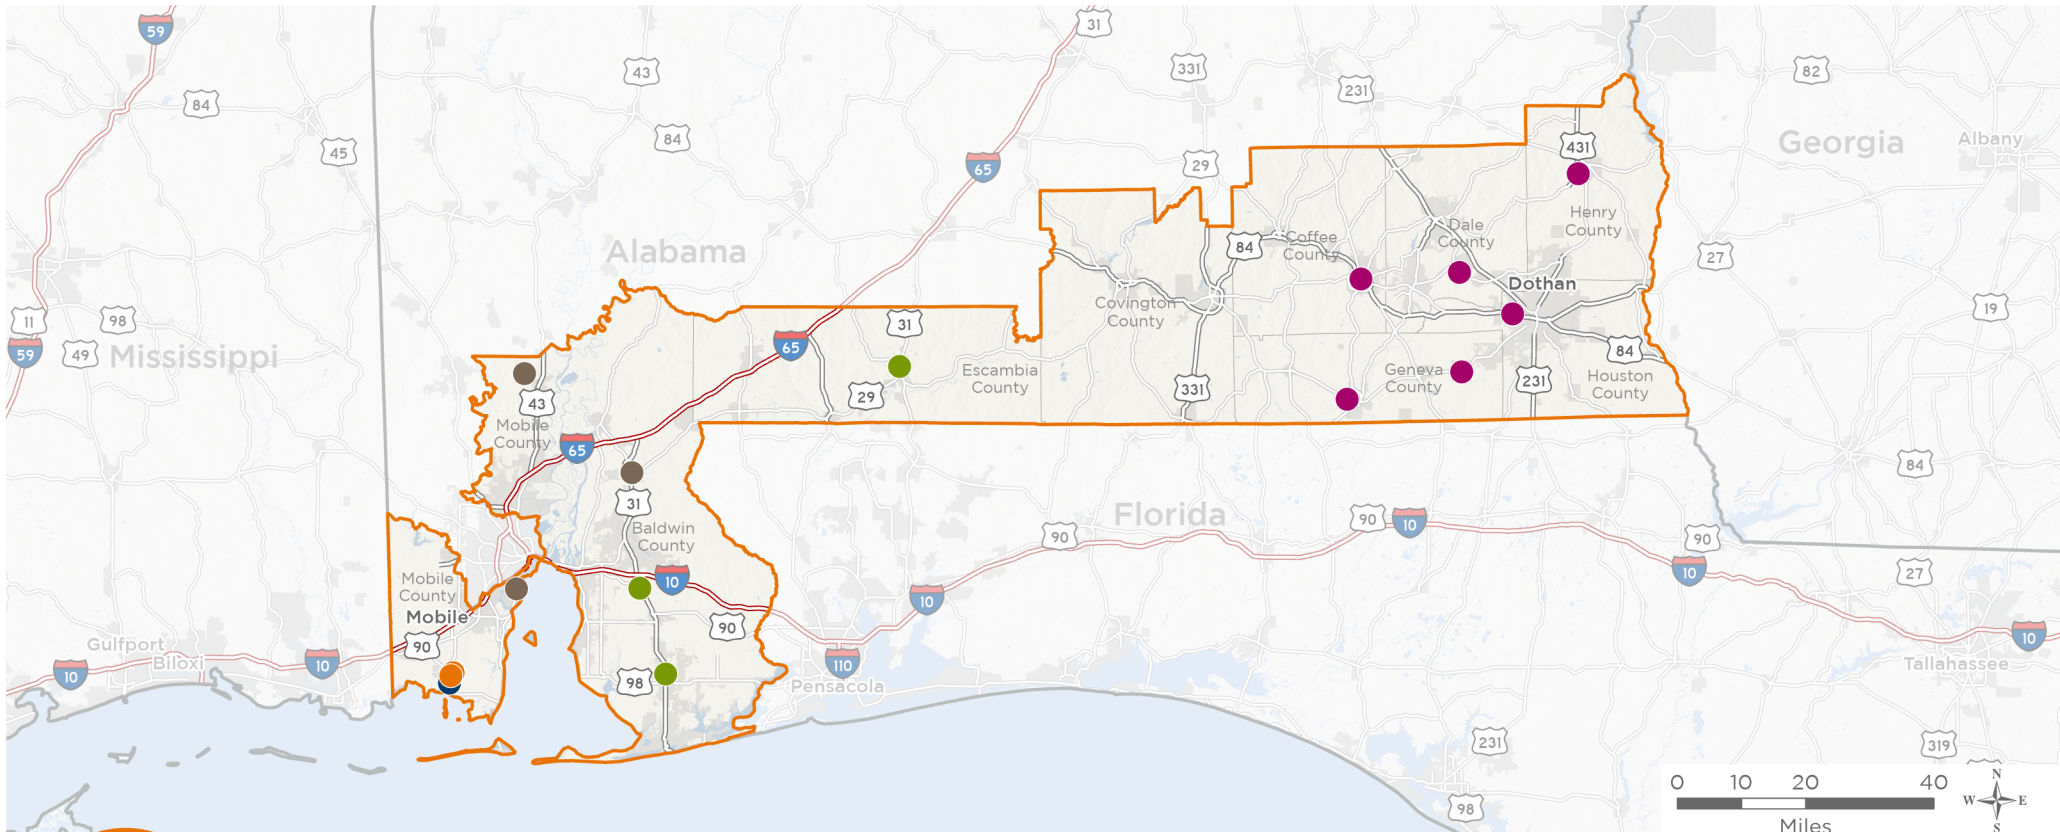 59
31
43
331
82
231
84
84
45
Georgia
Albany
431
65
29
Henry
County
Alabama
Dale
County
84
Coffee
County
27
Dothan
Covington
County
19
11
98
31
65
59
49
Mississippi
84
Escambia
County
Geneva
County
Houston
County
29
331
231
43
Mobile
County
65
84
31
Florida
90
10
90
90
Baldwin
County
10
10
27
Mobile
County
10
Mobile
90
90
10
Gulfport
Biloxi
10
10
110
98
Tallahassee
Pensacola
231
319
0 10 20 40
Miles
N
W E
S
98